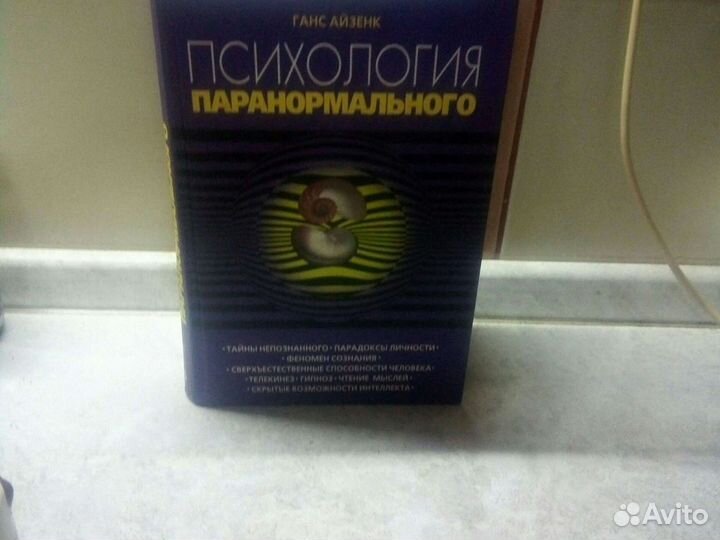 ГАНС АЙЗЕНК
ПСИХОЛОГИЯ
ПАРАНОРМАЛЬНОГО
• ТАЙНЫ НЕПОЗНАННОГО • ПАРАДОКСЫ ЛИЧНОСТИ •
• ФЕНОМЕН СОЗНАНИЯ •
• СВЕРХЪЕСТЕСТВЕННЫЕ СПОСОБНОСТИ ЧЕЛОВЕКА •
• ТЕЛЕКИНЕЗ • ГИПНОЗ • ЧТЕНИЕ МЫСЛЕЙ •
• СКРЫТЫЕ ВОЗМОЖНОСТИ ИНТЕЛЛЕКТА •
Avito